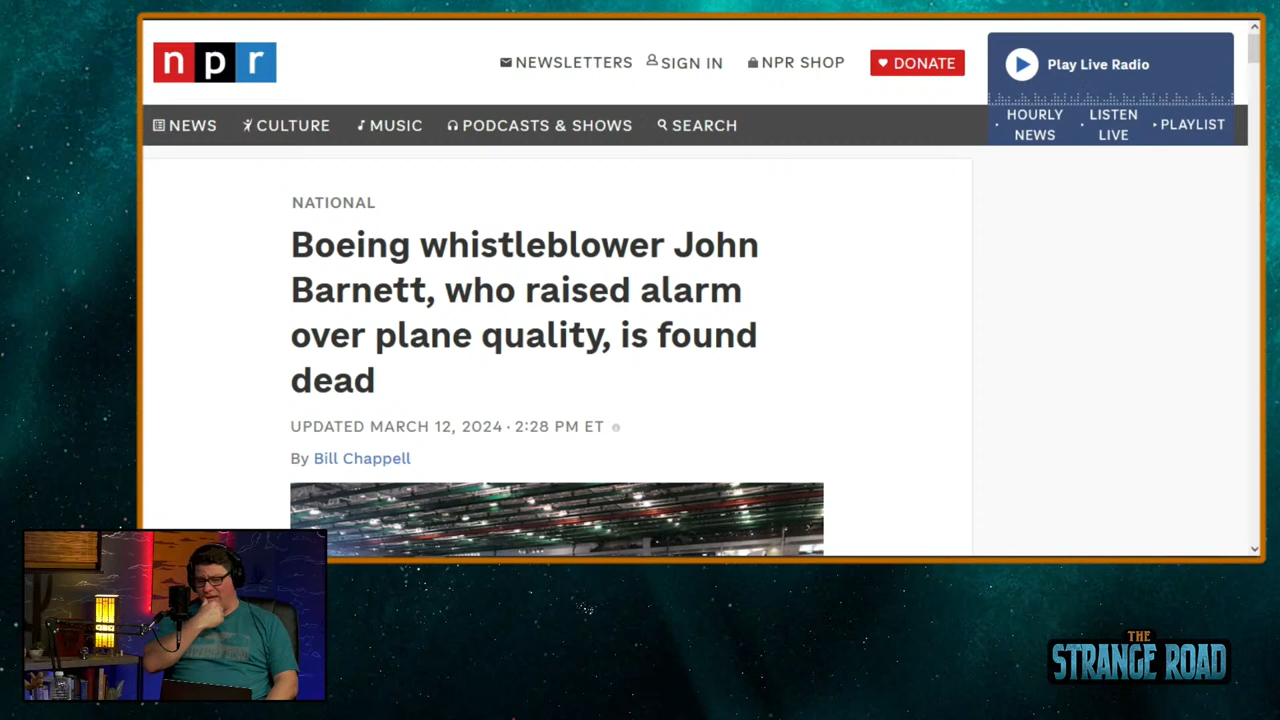 npr
NEWSLETTERS
SIGN IN
NPR SHOP
DONATE
Play Live Radio
NEWS
CULTURE
MUSIC
PODCASTS & SHOWS
SEARCH
HOURLY
NEWS
LISTEN
LIVE
PLAYLIST
NATIONAL
Boeing whistleblower John
Barnett, who raised alarm
over plane quality, is found
dead
UPDATED MARCH 12, 2024 · 2:28 PM ET
By Bill Chappell
THE
STRANGE ROAD